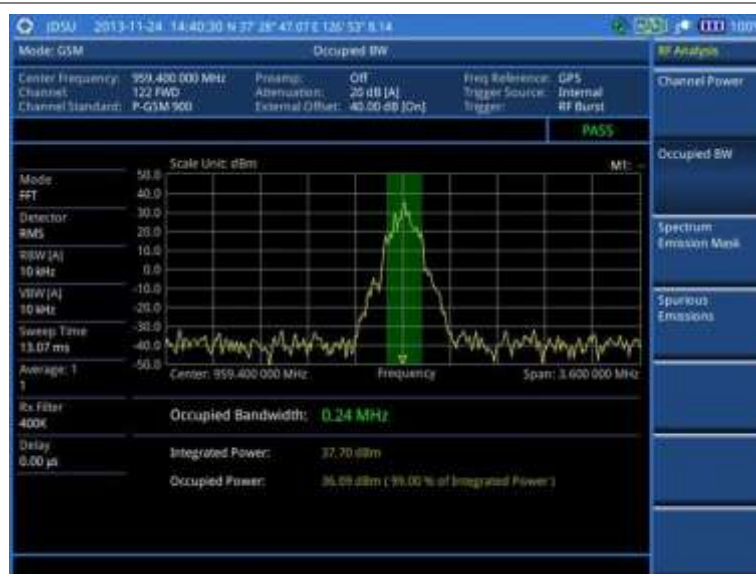 JDSU 2013-11-24 14:40:30 N 37° 28" 47.07 E 126° 53" 8.14 100%
Mode: GSM Occupied BW RF Analysis
Center Frequency: 959.400 000 MHz Preamp: Off Freq Reference: GPS
Channel: 122 FWD Attenuation: 20 dB [A] Trigger Source: Internal
Channel Standard: P-GSM 900 External Offset: 40.00 dB [On] Trigger: RF Burst
Channel Power
PASS
Occupied BW
Scale Unit: dBm M1: -
Mode
FFT
Detector
RMS
RBW [A]
10 kHz
VBW [A]
10 kHz
Sweep Time
13.07 ms
Average: 1
1
Rx Filter
400K
Delay
0.00 µs
50.0
40.0
30.0
20.0
10.0
0.0
-10.0
-20.0
-30.0
-40.0
-50.0
Center: 959.400 000 MHz Frequency Span: 3.600 000 MHz
Occupied Bandwidth: 0.24 MHz
Integrated Power: 37.70 dBm
Occupied Power: 36.09 dBm ( 99.00 % of Integrated Power )
Spectrum
Emission Mask
Spurious
Emissions